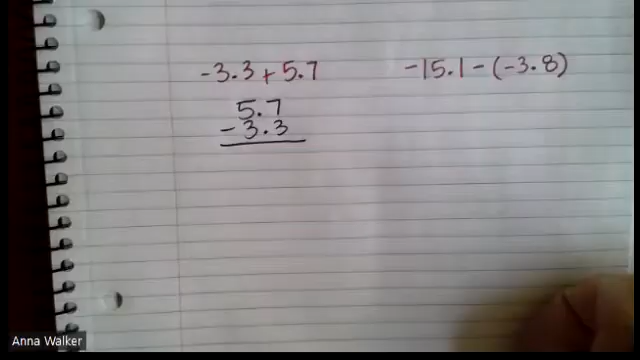 -3.3 + 5.7
5.7
- 3.3
-15.1 - (-3.8)
Anna Walker